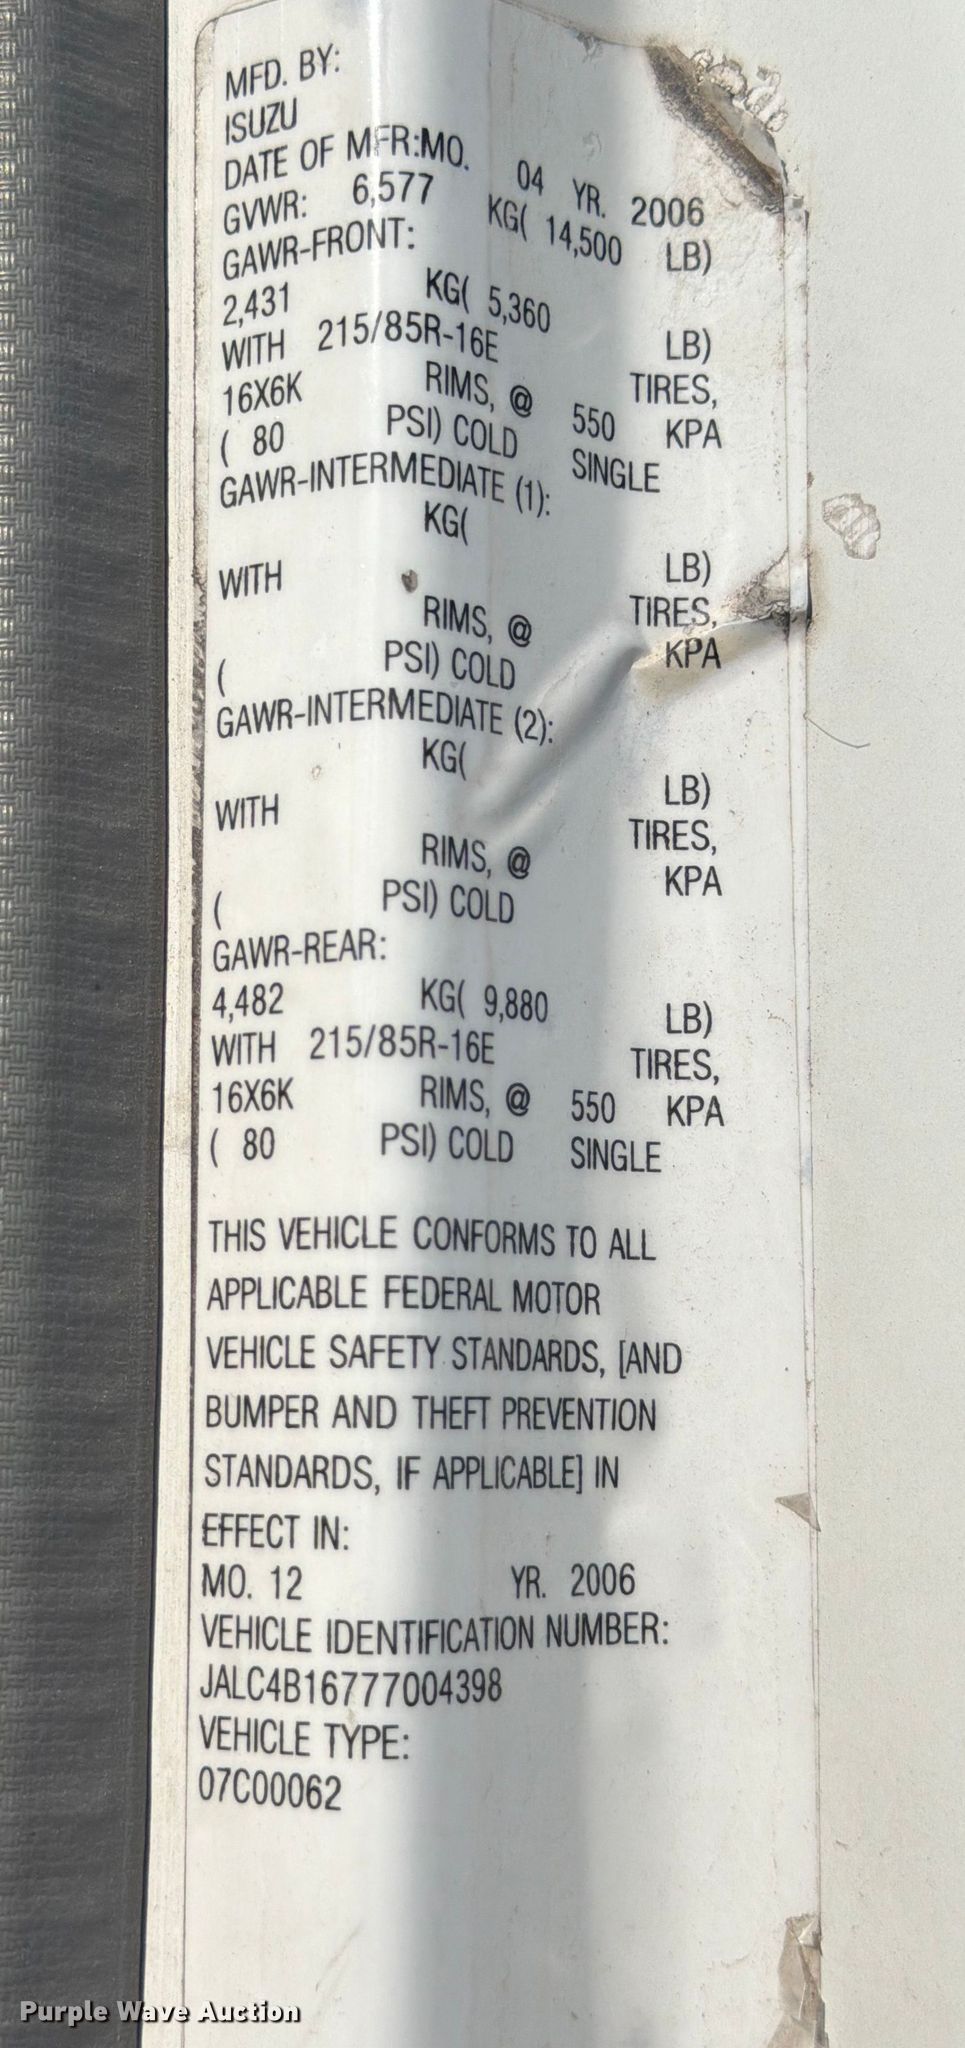 MFD. BY:
ISUZU
DATE OF MFR:MO. 04 YR. 2006
GVWR: 6,577 KG( 14,500 LB)
GAWR-FRONT:
2,431 KG( 5,360 LB)
WITH 215/85R-16E TIRES,
16X6K RIMS, @ 550 KPA
( 80 PSI) COLD SINGLE
GAWR-INTERMEDIATE (1):
KG( LB)
WITH TIRES,
RIMS, @ KPA
( PSI) COLD
GAWR-INTERMEDIATE (2):
KG( LB)
WITH TIRES,
RIMS, @ KPA
( PSI) COLD
GAWR-REAR:
4,482 KG( 9,880 LB)
WITH 215/85R-16E TIRES,
16X6K RIMS, @ 550 KPA
( 80 PSI) COLD SINGLE
THIS VEHICLE CONFORMS TO ALL
APPLICABLE FEDERAL MOTOR
VEHICLE SAFETY STANDARDS, [AND
BUMPER AND THEFT PREVENTION
STANDARDS, IF APPLICABLE] IN
EFFECT IN:
MO. 12 YR. 2006
VEHICLE IDENTIFICATION NUMBER:
JALC4B16777004398
VEHICLE TYPE:
07C00062
Purple Wave Auction